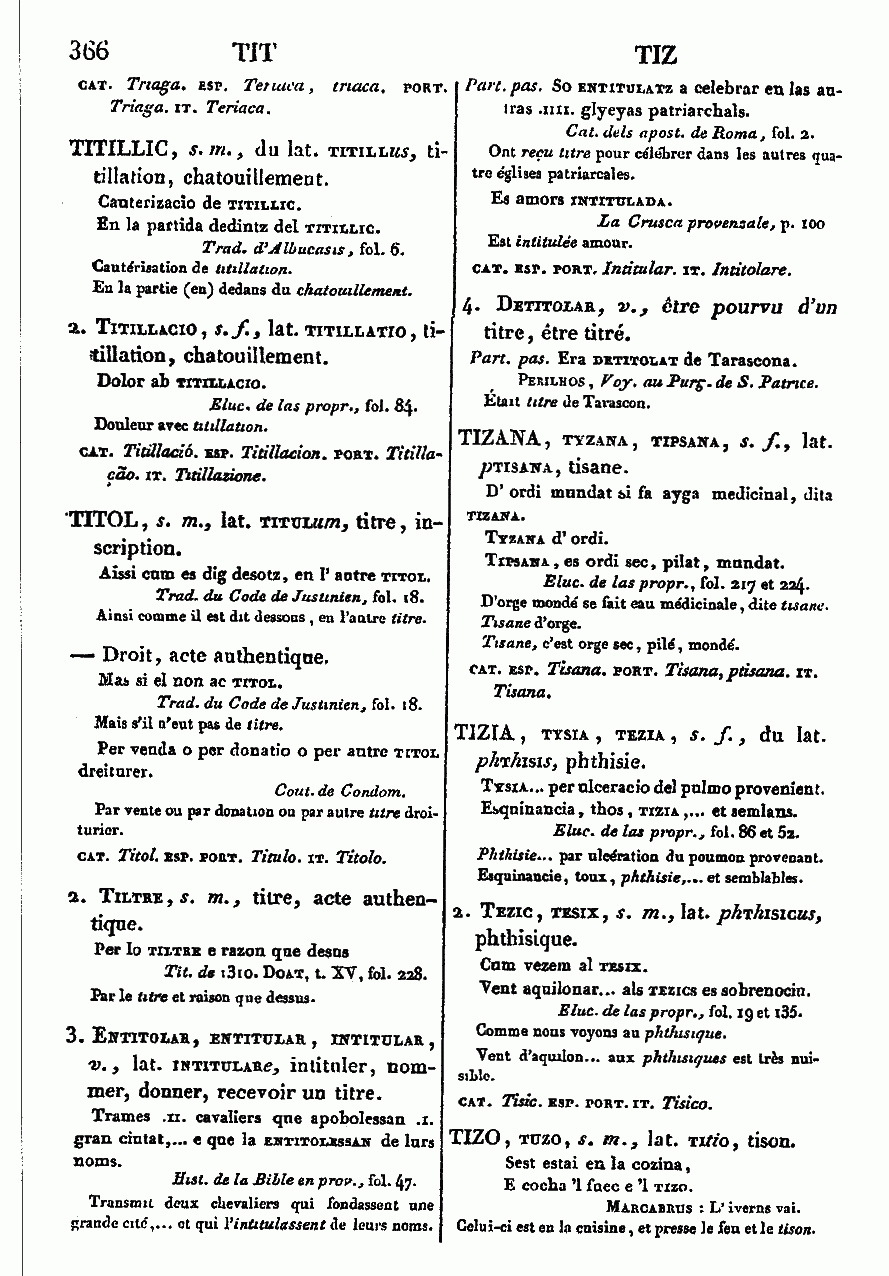 366 TIT TIZ
CAT. Triaga. ESP. Teriaca, triaca. PORT.
Triaga. IT. Teriaca.
TITILLIC, s. m., du lat. TITILLus, ti-
tillation, chatouillement.
Cauterizacio de TITILLIC.
En la partida dedintz del TITILLIC.
Trad. d'Albucasis, fol. 6.
Cautérisation de titillation.
En la partie (en) dedans du chatouillement.
2. TITILLACIO, s. f., lat. TITILLATIO, ti-
tillation, chatouillement.
Dolor ab TITILLACIO.
Eluc. de las propr., fol. 84.
Douleur avec titillation.
CAT. Titillació. ESP. Titillacion. PORT. Titilla-
ção. IT. Titillazione.
TITOL, s. m., lat. TITULum, titre, in-
scription.
Aissi cum es dig desotz, en l' autre TITOL.
Trad. du Code de Justinien, fol. 18.
Ainsi comme il est dit dessous, en l'autre titre.
— Droit, acte authentique.
Mas si el non ac TITOL.
Trad. du Code de Justinien, fol. 18.
Mais s'il n'eut pas de titre.
Per venda o per donatio o per autre TITOL
dreiturer.
Cout. de Condom.
Par vente ou par donation ou par autre titre droi-
turier.
CAT. Titol. ESP. PORT. Titulo. IT. Titolo.
2. TILTRE, s. m., titre, acte authen-
tique.
Per lo TILTRE e razon que desus
Tit. de 1310. DOAT, t. XV, fol. 228.
Par le titre et raison que dessus.
3. ENTITOLAR, ENTITULAR, INTITULAR,
v., lat. INTITULARe, intituler, nom-
mer, donner, recevoir un titre.
Trames .II. cavaliers que apobolessan .I.
gran ciutat,... e que la ENTITOLESSAN de lurs
noms.
Hist. de la Bible en prov., fol. 47.
Transmit deux chevaliers qui fondassent une
grande cité,... et qui l'intitulassent de leurs noms.
Part. pas. So ENTITULATZ a celebrar en las au-
tras .IIII. glyeyas patriarchals.
Cat. dels apost. de Roma, fol. 2.
Ont reçu titre pour célébrer dans les autres qua-
tre églises patriarcales.
Es amors INTITULADA.
La Crusca provenzale, p. 100
Est intitulée amour.
CAT. ESP. PORT. Intitular. IT. Intitolare.
4. DETITOLAR, v., être pourvu d'un
titre, être titré.
Part. pas. Era DETITOLAT de Tarascona.
PERILHOS, Voy. au Purg. de S. Patrice.
Était titre de Tarascon.
TIZANA, TYZANA, TIPSANA, s. f., lat.
pTISANA, tisane.
D' ordi mundat si fa ayga medicinal, dita
TIZANA.
TYZANA d' ordi.
TIPSANA, es ordi sec, pilat, mundat.
Eluc. de las propr., fol. 217 et 224.
D'orge mondé se fait eau médicinale, dite tisane.
Tisane d'orge.
Tisane, c'est orge sec, pilé, mondé.
CAT. ESP. Tisana. PORT. Tisana, ptisana. IT.
Tisana.
TIZIA, TYSIA, TEZIA, s. f., du lat.
phTHISIS, phthisie.
TYSIA... per ulceracio del pulmo provenient.
Esquinancia, thos, TIZIA,... et semlans.
Eluc. de las propr., fol. 86 et 52.
Phthisie... par ulcération du poumon provenant.
Esquinancie, toux, phthisie,... et semblables.
2. TEZIC, TESIX, s. m., lat. phTHISICUS,
phthisique.
Cum vezem al TESIX.
Vent aquilonar... als TEZICS es sobrenociu.
Eluc. de las propr., fol. 19 et 135.
Comme nous voyons au phthisique.
Vent d'aquilon... aux phthisiques est très nui-
sible.
CAT. Tisic. ESP. PORT. IT. Tisico.
TIZO, TUZO, s. m., lat. TItio, tison.
Sest estai en la cozina,
E cocha 'l fuec e 'l TIZO.
MARCABRUS : L' iverns vai.
Celui-ci est en la cuisine, et presse le feu et le tison.